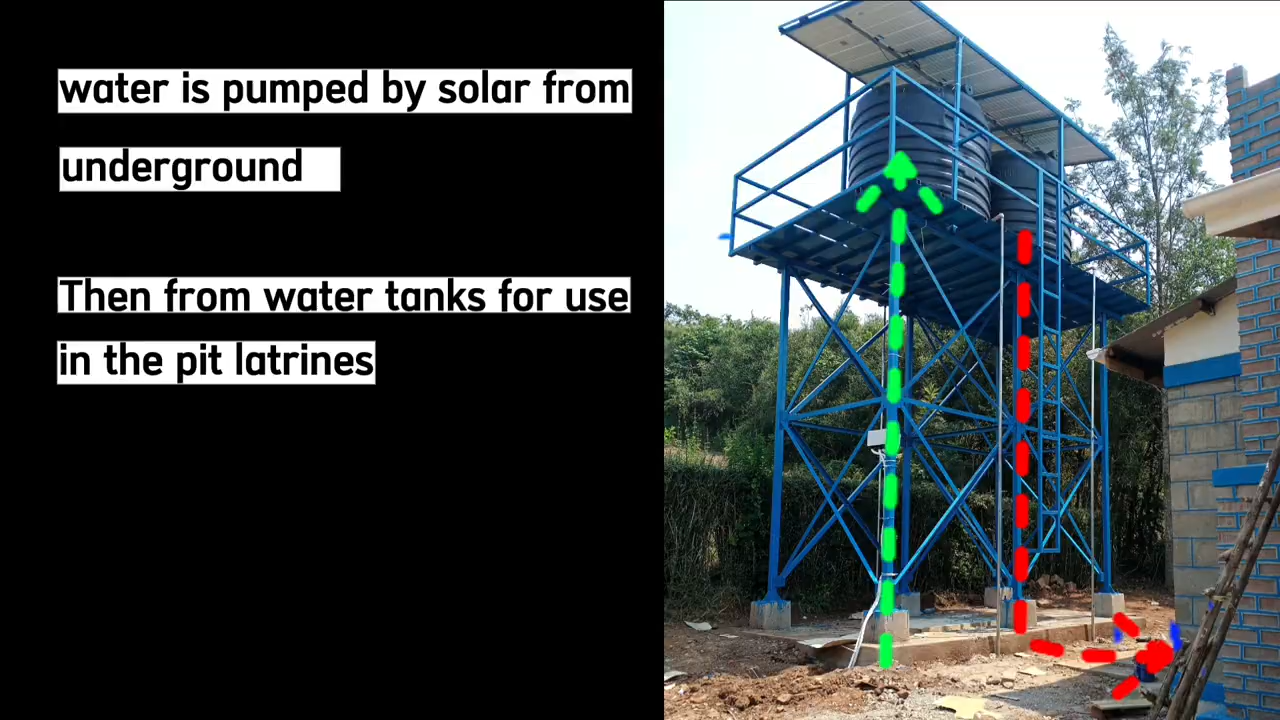 water is pumped by solar from
underground
Then from water tanks for use
in the pit latrines